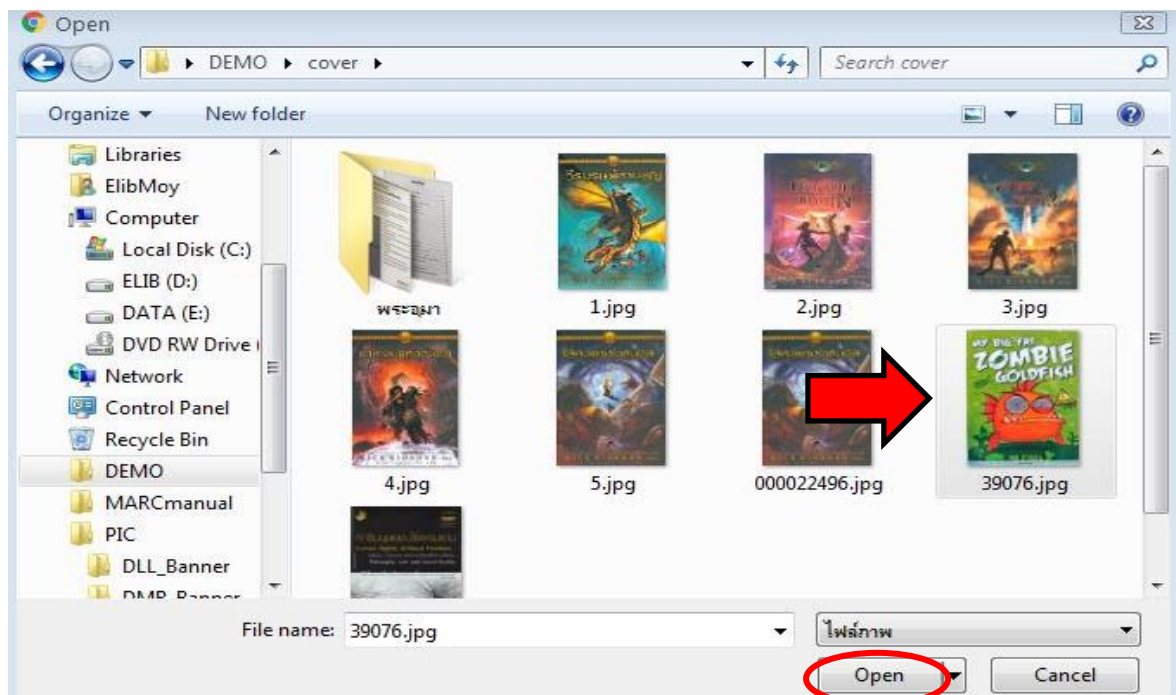 Open
DEMO cover
Search cover
Organize
New folder
Libraries
ElibMoy
Computer
Local Disk (C:)
ELIB (D:)
DATA (E:)
DVD RW Drive
Network
Control Panel
Recycle Bin
DEMO
MARCmanual
PIC
DLL_Banner
DMR_Banner
พระอุมา
1.jpg
2.jpg
3.jpg
MY BIG FAT
ZOMBIE
GOLDFISH
4.jpg
5.jpg
000022496.jpg
39076.jpg
File name: 39076.jpg
ไฟล์ภาพ
Open
Cancel